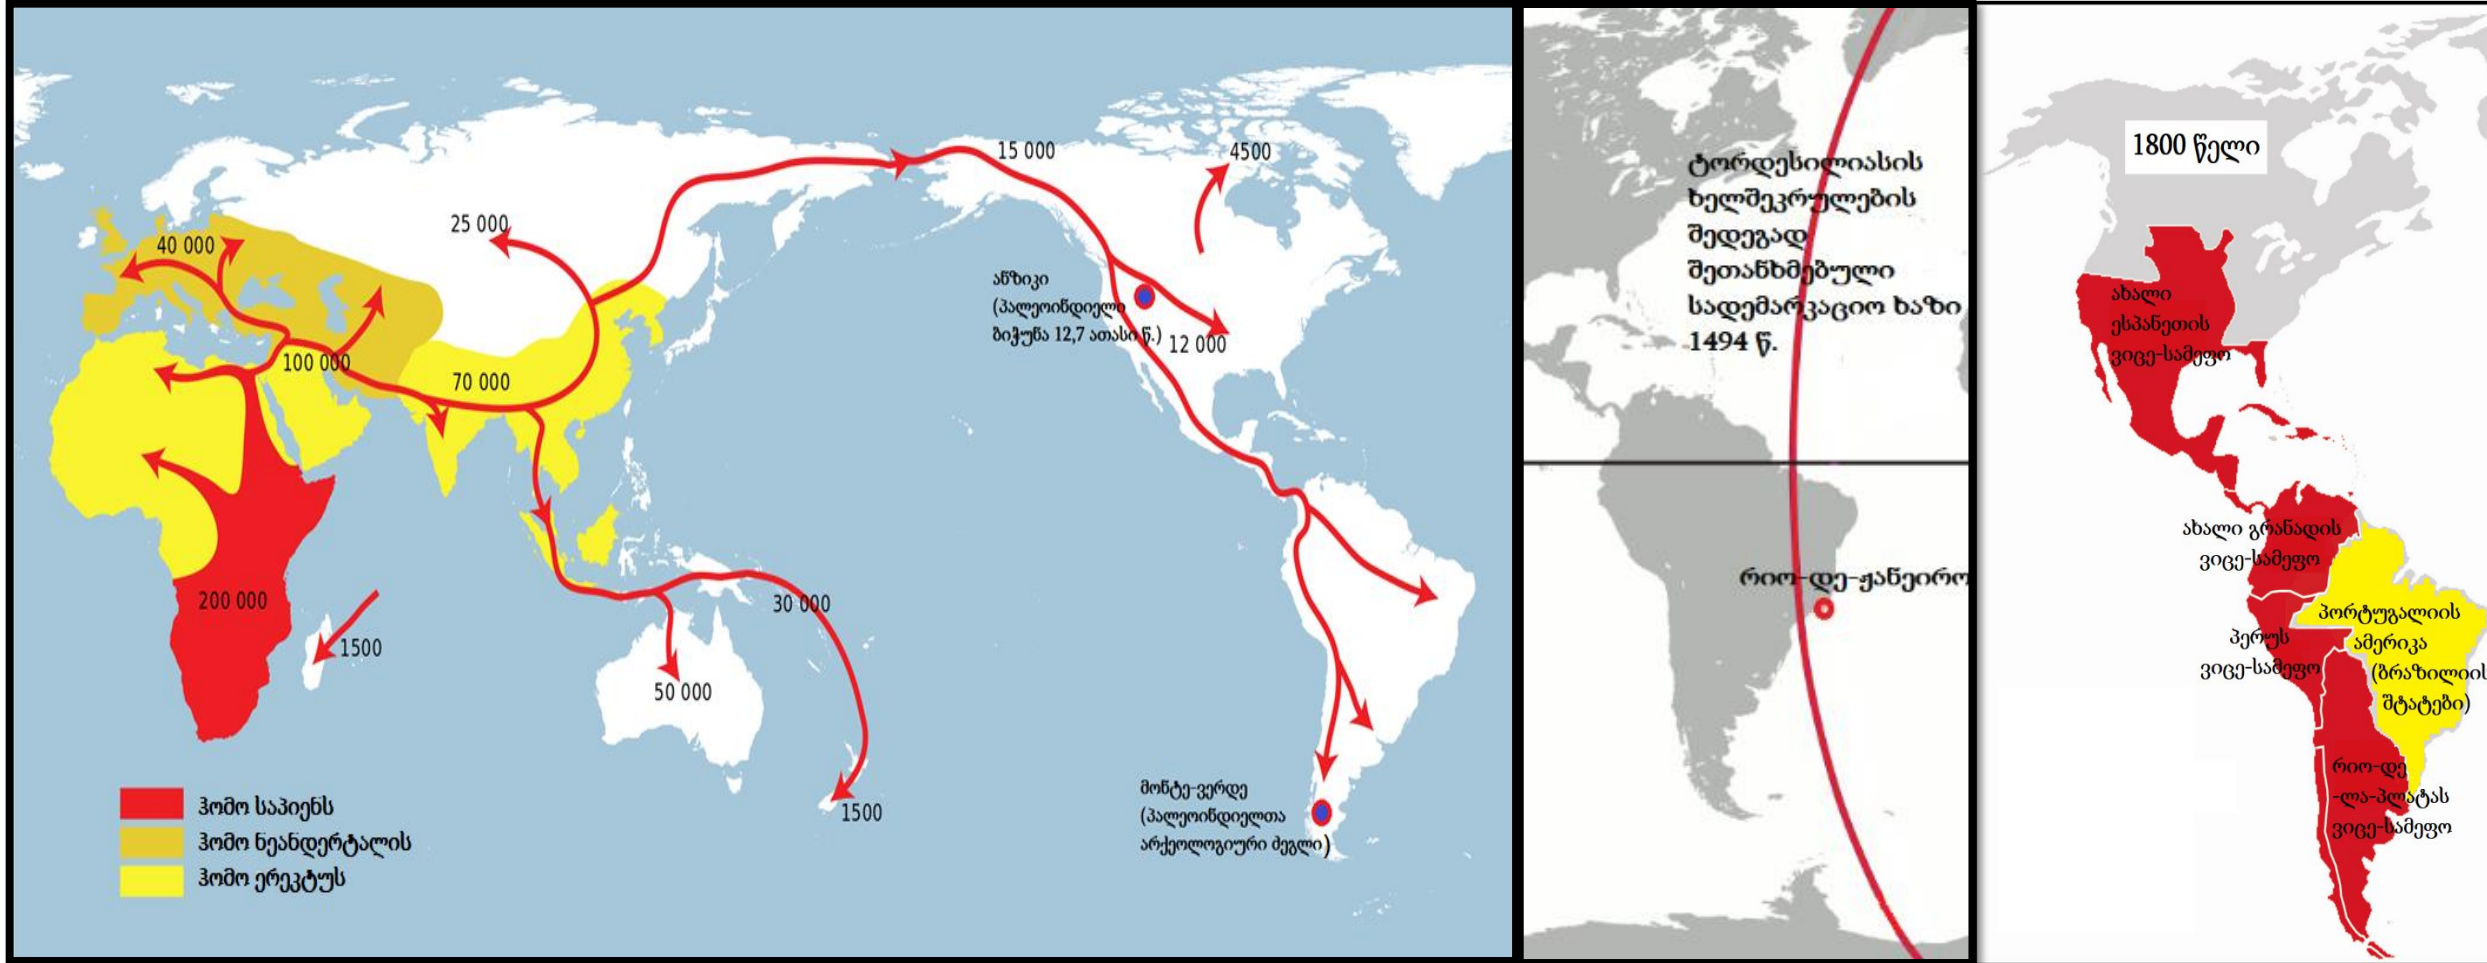 15 000
4500
25 000
40 000
ანზიკი
(პალეოინდიელი
ბიჭუნა 12,7 ათასი წ.)
12 000
100 000
70 000
200 000
30 000
1500
50 000
1500
მონტე-ვერდე
(პალეოინდიელთა
არქეოლოგიური ძეგლი)
ჰომო საპიენს
ჰომო ნეანდერტალის
ჰომო ერეკტუს
ტორდესილიასის
ხელშეკრულების
შედეგად
შეთანხმებული
სადემარკაციო ხაზი
1494 წ.
რიო-დე-ჟანეირო
1800 წელი
ახალი
ესპანეთის
ვიცე-სამეფო
ახალი გრანადის
ვიცე-სამეფო
პორტუგალიის
ამერიკა
(ბრაზილიის
შტატები)
პერუს
ვიცე-სამეფო
რიო-დე
-ლა-პლატას
ვიცე-სამეფო